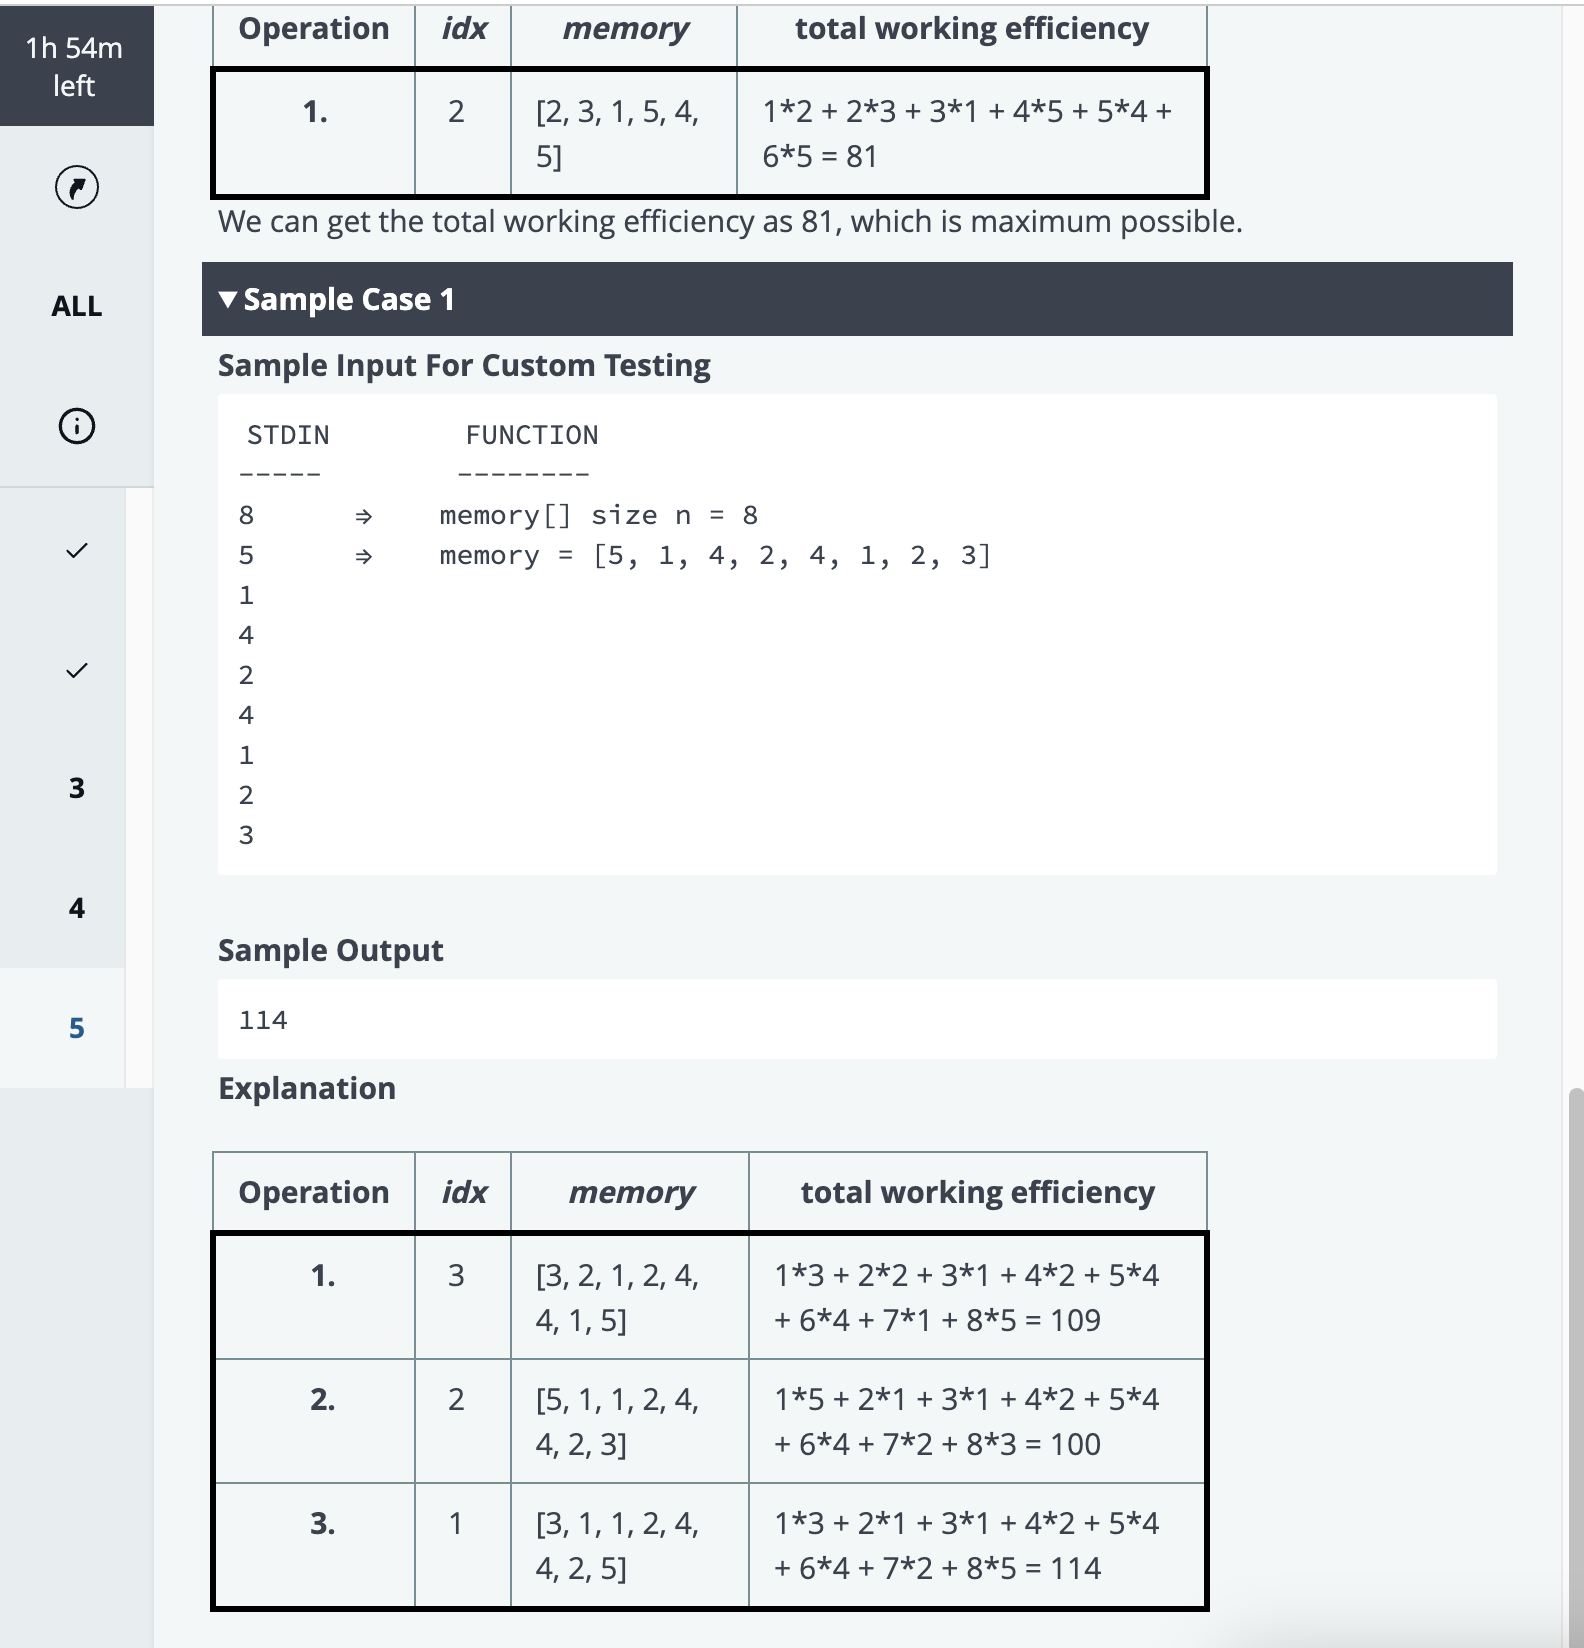 1h 54m
left
ALL
3
4
5
Operation idx memory total working efficiency
1. 2 [2, 3, 1, 5, 4, 1*2 + 2*3 + 3*1 + 4*5 + 5*4 +
5] 6*5 = 81
We can get the total working efficiency as 81, which is maximum possible.
▼ Sample Case 1
Sample Input For Custom Testing
STDIN FUNCTION
----- --------
8 ⇒ memory[] size n = 8
5 ⇒ memory = [5, 1, 4, 2, 4, 1, 2, 3]
1
4
2
4
1
2
3
Sample Output
114
Explanation
Operation idx memory total working efficiency
1. 3 [3, 2, 1, 2, 4, 1*3 + 2*2 + 3*1 + 4*2 + 5*4
4, 1, 5] + 6*4 + 7*1 + 8*5 = 109
2. 2 [5, 1, 1, 2, 4, 1*5 + 2*1 + 3*1 + 4*2 + 5*4
4, 2, 3] + 6*4 + 7*2 + 8*3 = 100
3. 1 [3, 1, 1, 2, 4, 1*3 + 2*1 + 3*1 + 4*2 + 5*4
4, 2, 5] + 6*4 + 7*2 + 8*5 = 114